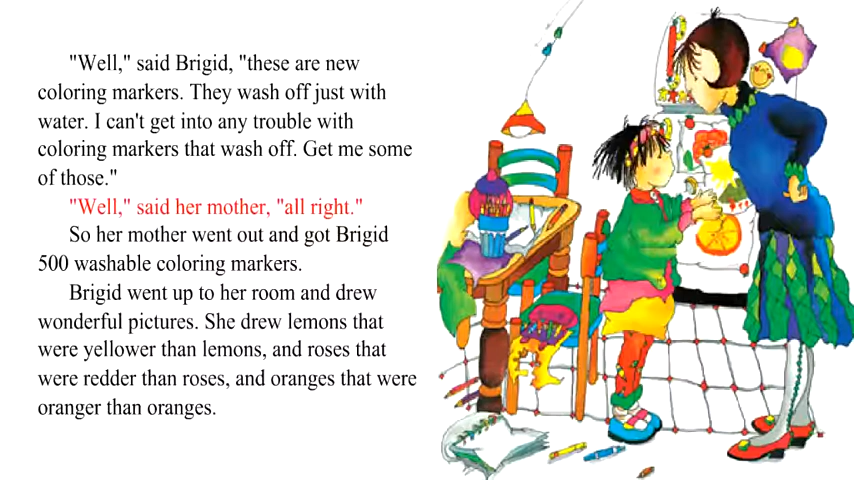 "Well," said Brigid, "these are new
coloring markers. They wash off just with
water. I can't get into any trouble with
coloring markers that wash off. Get me some
of those."
"Well," said her mother, "all right."
So her mother went out and got Brigid
500 washable coloring markers.
Brigid went up to her room and drew
wonderful pictures. She drew lemons that
were yellower than lemons, and roses that
were redder than roses, and oranges that were
oranger than oranges.